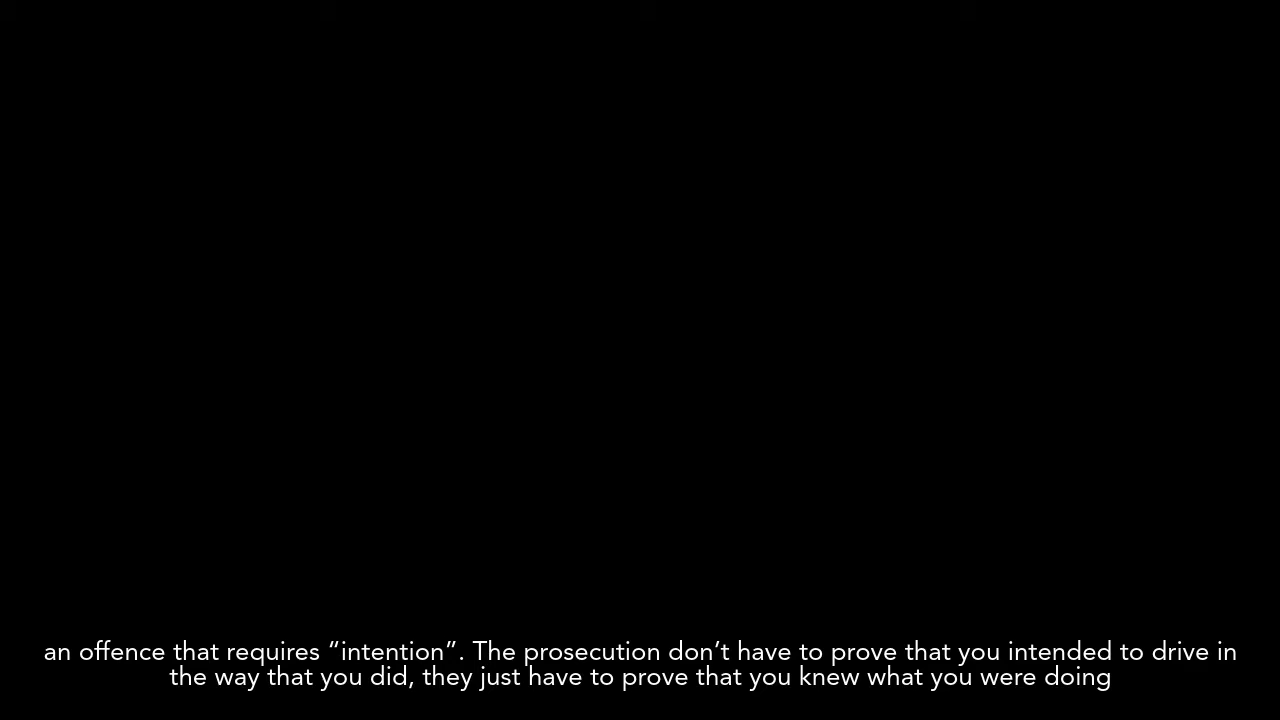 an offence that requires “intention”. The prosecution don’t have to prove that you intended to drive in
the way that you did, they just have to prove that you knew what you were doing